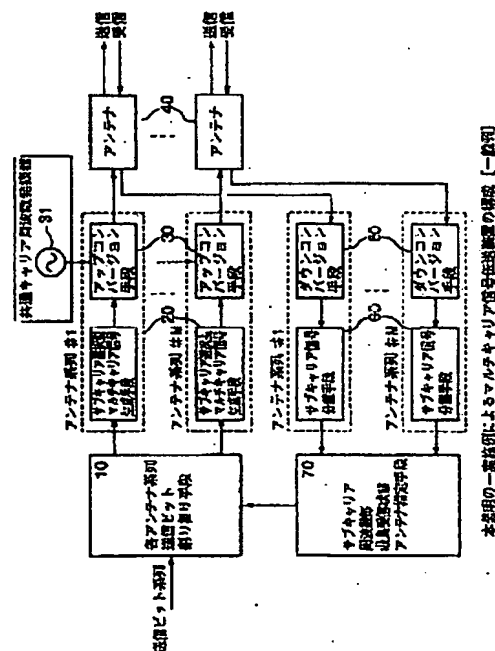 共通キャリア周波数発振器
31
送信ビット系列
10
各アンテナ系列
送信ビット
割り振り手段
アンテナ系列 #1
サブキャリア選択型
マルチキャリア信号
生成手段
20
アップコン
バージョン
手段
30
アンテナ
40
送信
受信
アンテナ系列 #M
サブキャリア選択型
マルチキャリア信号
生成手段
アップコン
バージョン
手段
アンテナ
送信
受信
70
サブキャリア
周波数毎
アンテナ指定手段
アンテナ系列 #1
サブキャリア信号
分離手段
60
ダウンコン
バージョン
手段
アンテナ系列 #M
サブキャリア信号
分離手段
ダウンコン
バージョン
手段
本発明の一実施例によるマルチキャリア信号伝送装置の構成 [一般例]